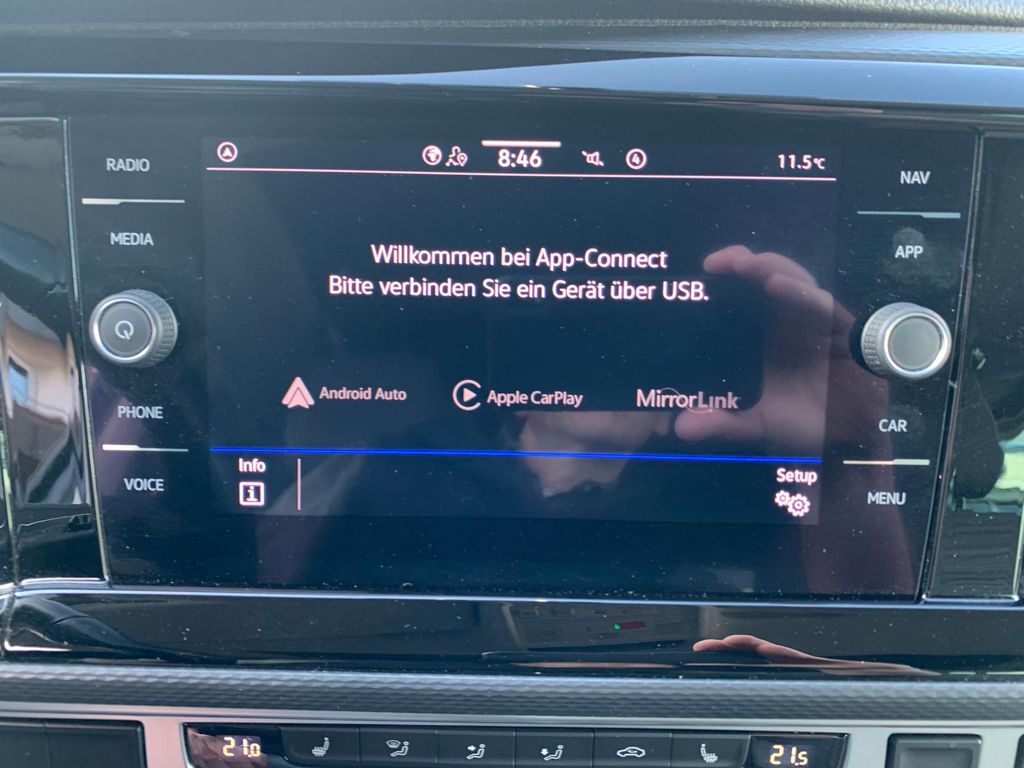 RADIO
MEDIA
PHONE
VOICE
8:46
4
11.5°C
Willkommen bei App-Connect
Bitte verbinden Sie ein Gerät über USB.
Android Auto
Apple CarPlay
MirrorLink
Info
i
Setup
NAV
APP
CAR
MENU
21.0
21.5